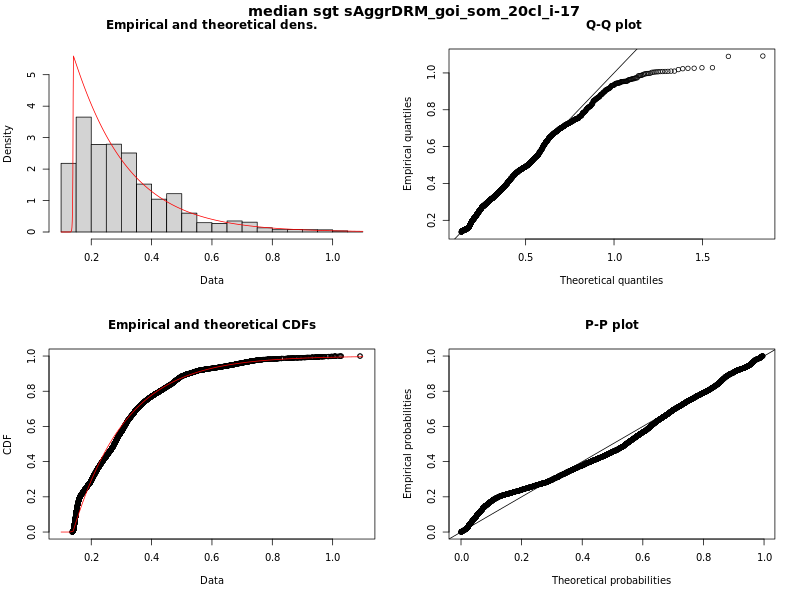 median sgt sAggrDRM_goi_som_20cl_i-17
Empirical and theoretical dens.
Density
0 1 2 3 4 5
0.2 0.4 0.6 0.8 1.0
Data
Q-Q plot
Empirical quantiles
0.2 0.4 0.6 0.8 1.0
0.5 1.0 1.5
Theoretical quantiles
Empirical and theoretical CDFs
CDF
0.0 0.2 0.4 0.6 0.8 1.0
0.2 0.4 0.6 0.8 1.0
Data
P-P plot
Empirical probabilities
0.0 0.2 0.4 0.6 0.8 1.0
0.0 0.2 0.4 0.6 0.8 1.0
Theoretical probabilities